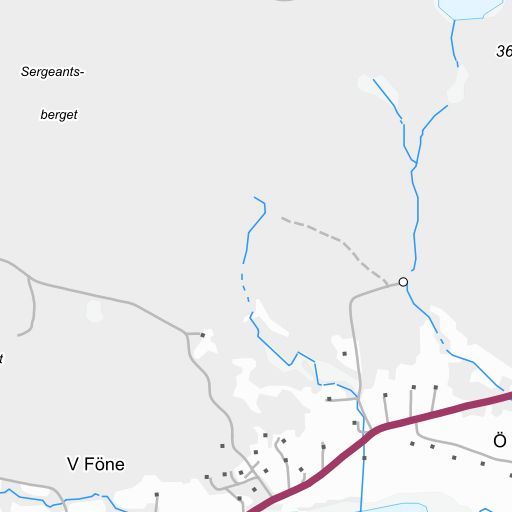 36
Sergeants-
berget
t
Ö
V Föne